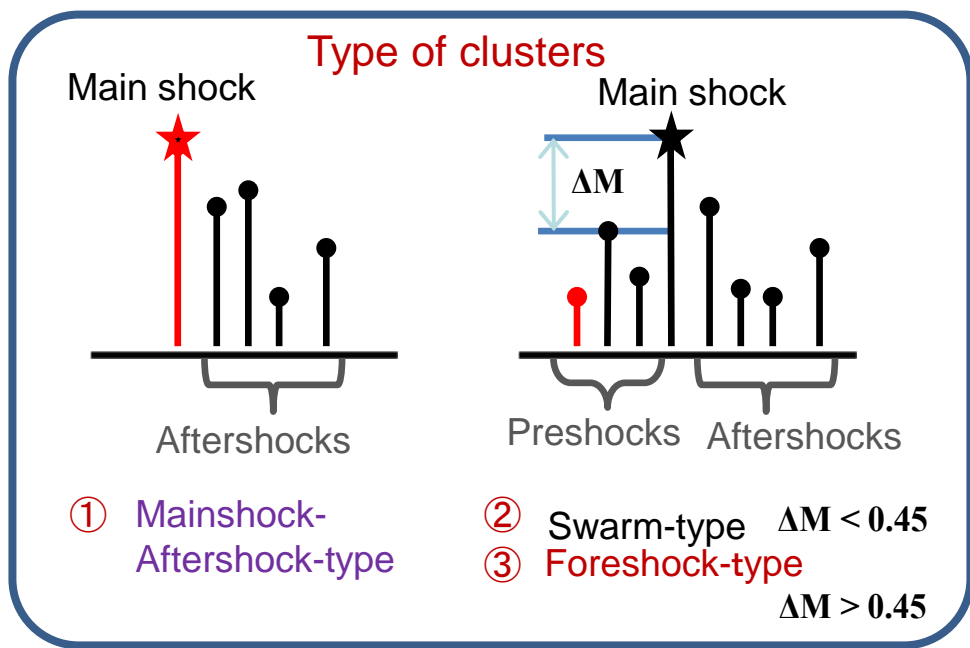 Type of clusters
Main shock
Main shock
ΔM
Aftershocks
Preshocks
Aftershocks
① Mainshock-
Aftershock-type
② Swarm-type ΔM < 0.45
③ Foreshock-type
ΔM > 0.45